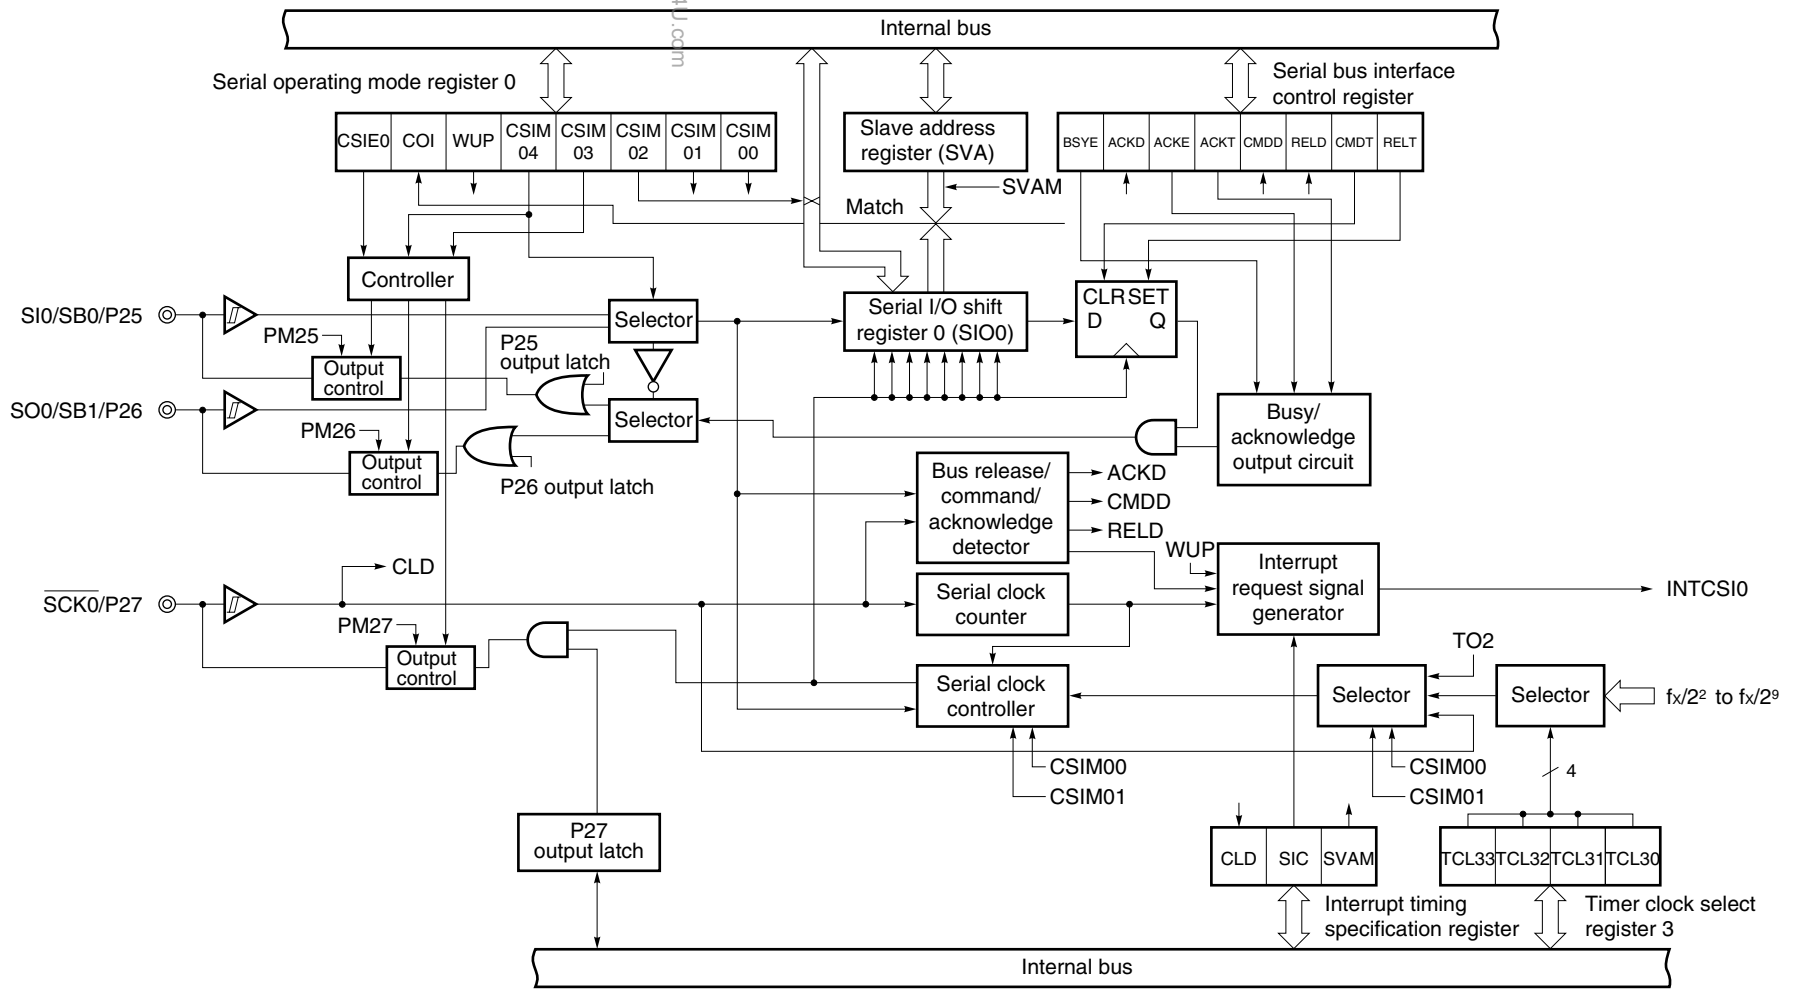 Internal bus
4U.com
Serial operating mode register 0
Serial bus interface
control register
CSIE0 COI WUP CSIM 04 CSIM 03 CSIM 02 CSIM 01 CSIM 00
Slave address
register (SVA)
BSYE ACKD ACKE ACKT CMDD RELD CMDT RELT
SVAM
Match
Controller
SI0/SB0/P25
PM25
Output
control
Selector
P25
output latch
Serial I/O shift
register 0 (SIO0)
CLR SET
D Q
SO0/SB1/P26
PM26
Output
control
Selector
P26 output latch
Busy/
acknowledge
output circuit
Bus release/
command/
acknowledge
detector
ACKD
CMDD
RELD
WUP
Interrupt
request signal
generator
INTCSI0
CLD
SCK0/P27
PM27
Output
control
Serial clock
counter
Serial clock
controller
TO2
Selector
Selector
fx/2² to fx/2⁹
CSIM00
CSIM01
CSIM00
CSIM01
4
P27
output latch
CLD SIC SVAM
TCL33 TCL32 TCL31 TCL30
Interrupt timing
specification register
Timer clock select
register 3
Internal bus